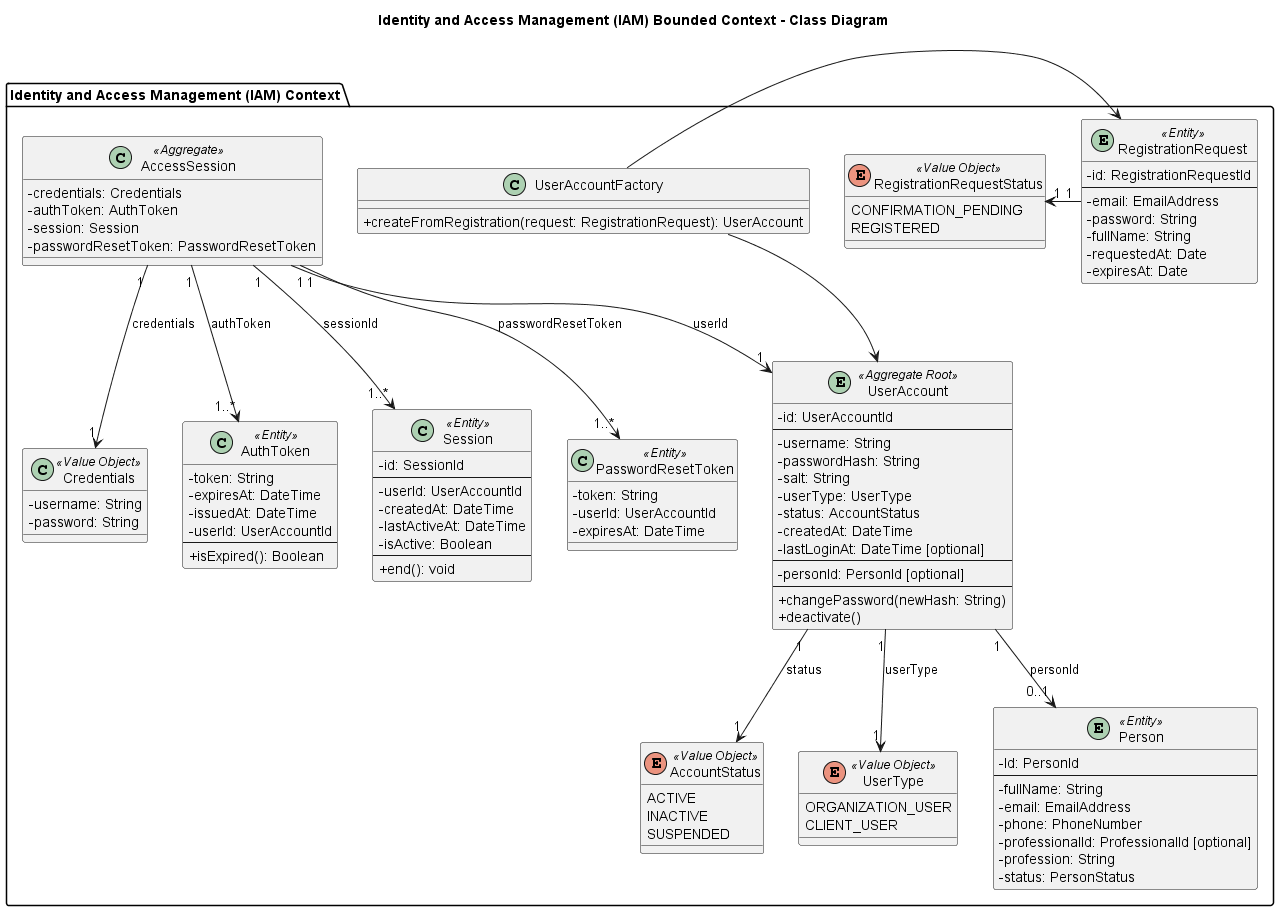 Identity and Access Management (IAM) Bounded Context - Class Diagram
Identity and Access Management (IAM) Context
C
«Aggregate»
AccessSession
-credentials: Credentials
-authToken: AuthToken
-session: Session
-passwordResetToken: PasswordResetToken
C
UserAccountFactory
+createFromRegistration(request: RegistrationRequest): UserAccount
E
«Value Object»
RegistrationRequestStatus
CONFIRMATION_PENDING
REGISTERED
1 1
E
«Entity»
RegistrationRequest
-id: RegistrationRequestId
-email: EmailAddress
-password: String
-fullName: String
-requestedAt: Date
-expiresAt: Date
1
1
1
1 1
credentials
authToken
sessionId
passwordResetToken
userId
1
1..*
1..*
1..*
1
C
«Value Object»
Credentials
-username: String
-password: String
C
«Entity»
AuthToken
-token: String
-expiresAt: DateTime
-issuedAt: DateTime
-userId: UserAccountId
+isExpired(): Boolean
C
«Entity»
Session
-id: SessionId
-userId: UserAccountId
-createdAt: DateTime
-lastActiveAt: DateTime
-isActive: Boolean
+end(): void
C
«Entity»
PasswordResetToken
-token: String
-userId: UserAccountId
-expiresAt: DateTime
E
«Aggregate Root»
UserAccount
-id: UserAccountId
-username: String
-passwordHash: String
-salt: String
-userType: UserType
-status: AccountStatus
-createdAt: DateTime
-lastLoginAt: DateTime [optional]
-personId: PersonId [optional]
+changePassword(newHash: String)
+deactivate()
1
1
1
status
userType
personId
1
1
0..1
E
«Value Object»
AccountStatus
ACTIVE
INACTIVE
SUSPENDED
E
«Value Object»
UserType
ORGANIZATION_USER
CLIENT_USER
E
«Entity»
Person
-Id: PersonId
-fullName: String
-email: EmailAddress
-phone: PhoneNumber
-professionalId: ProfessionalId [optional]
-profession: String
-status: PersonStatus